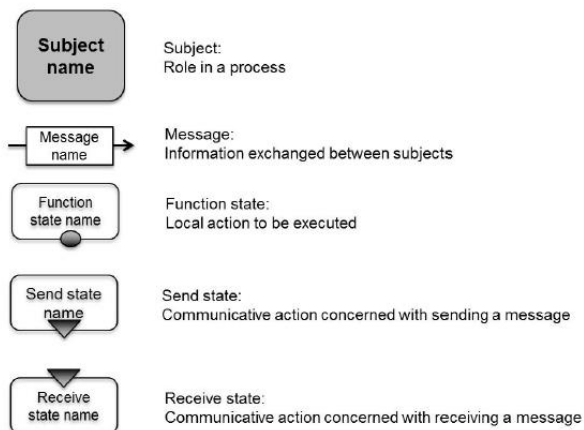 Subject
name
Subject:
Role in a process
Message
name
Message:
Information exchanged between subjects
Function
state name
Function state:
Local action to be executed
Send state
name
Send state:
Communicative action concerned with sending a message
Receive
state name
Receive state:
Communicative action concerned with receiving a message